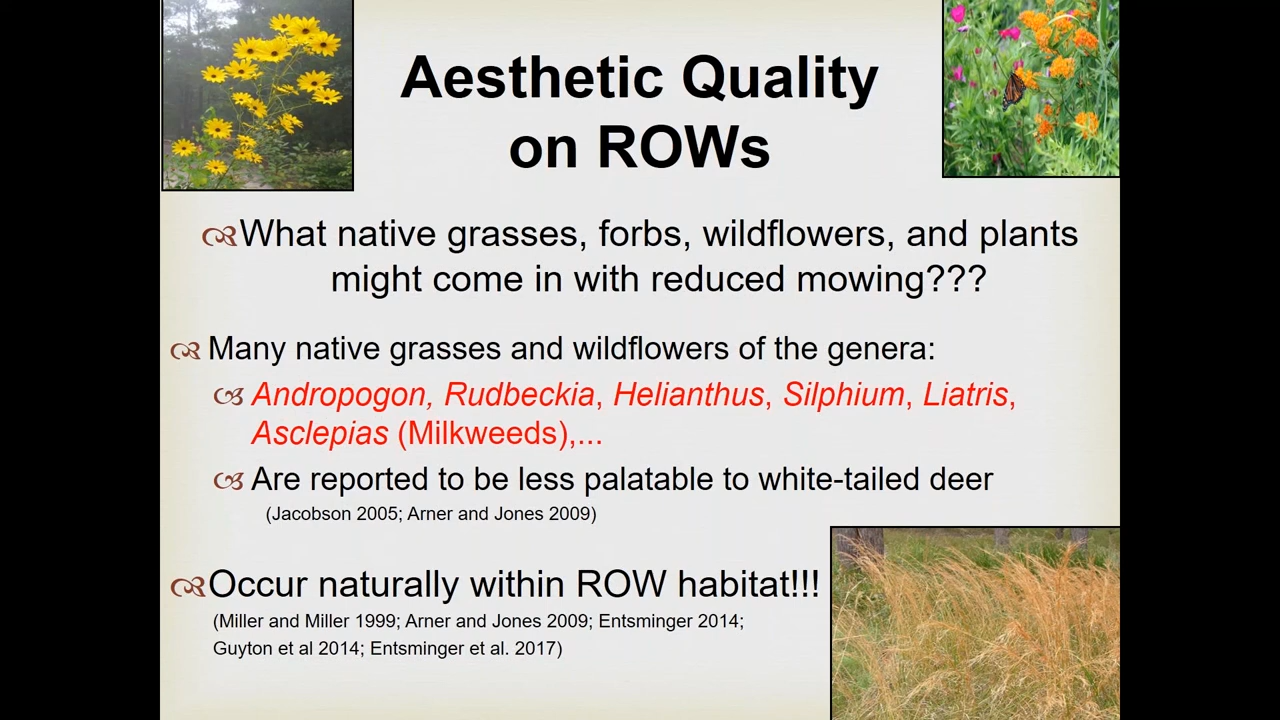 Aesthetic Quality
on ROWs
What native grasses, forbs, wildflowers, and plants
might come in with reduced mowing???
Many native grasses and wildflowers of the genera:
Andropogon, Rudbeckia, Helianthus, Silphium, Liatris,
Asclepias (Milkweeds),...
Are reported to be less palatable to white-tailed deer
(Jacobson 2005; Arner and Jones 2009)
Occur naturally within ROW habitat!!!
(Miller and Miller 1999; Arner and Jones 2009; Entsminger 2014;
Guyton et al 2014; Entsminger et al. 2017)